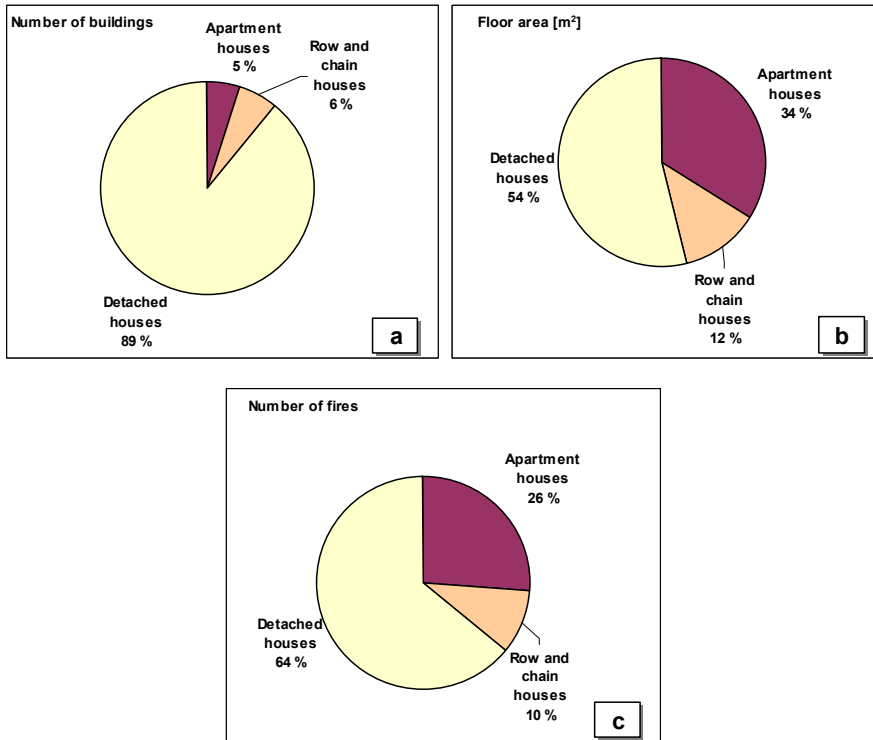 Number of buildings
Apartment
houses
5 %
Row and
chain
houses
6 %
Detached
houses
89 %
a
Floor area [m²]
Apartment
houses
34 %
Detached
houses
54 %
Row and
chain
houses
12 %
b
Number of fires
Apartment
houses
26 %
Detached
houses
64 %
Row and
chain
houses
10 %
c